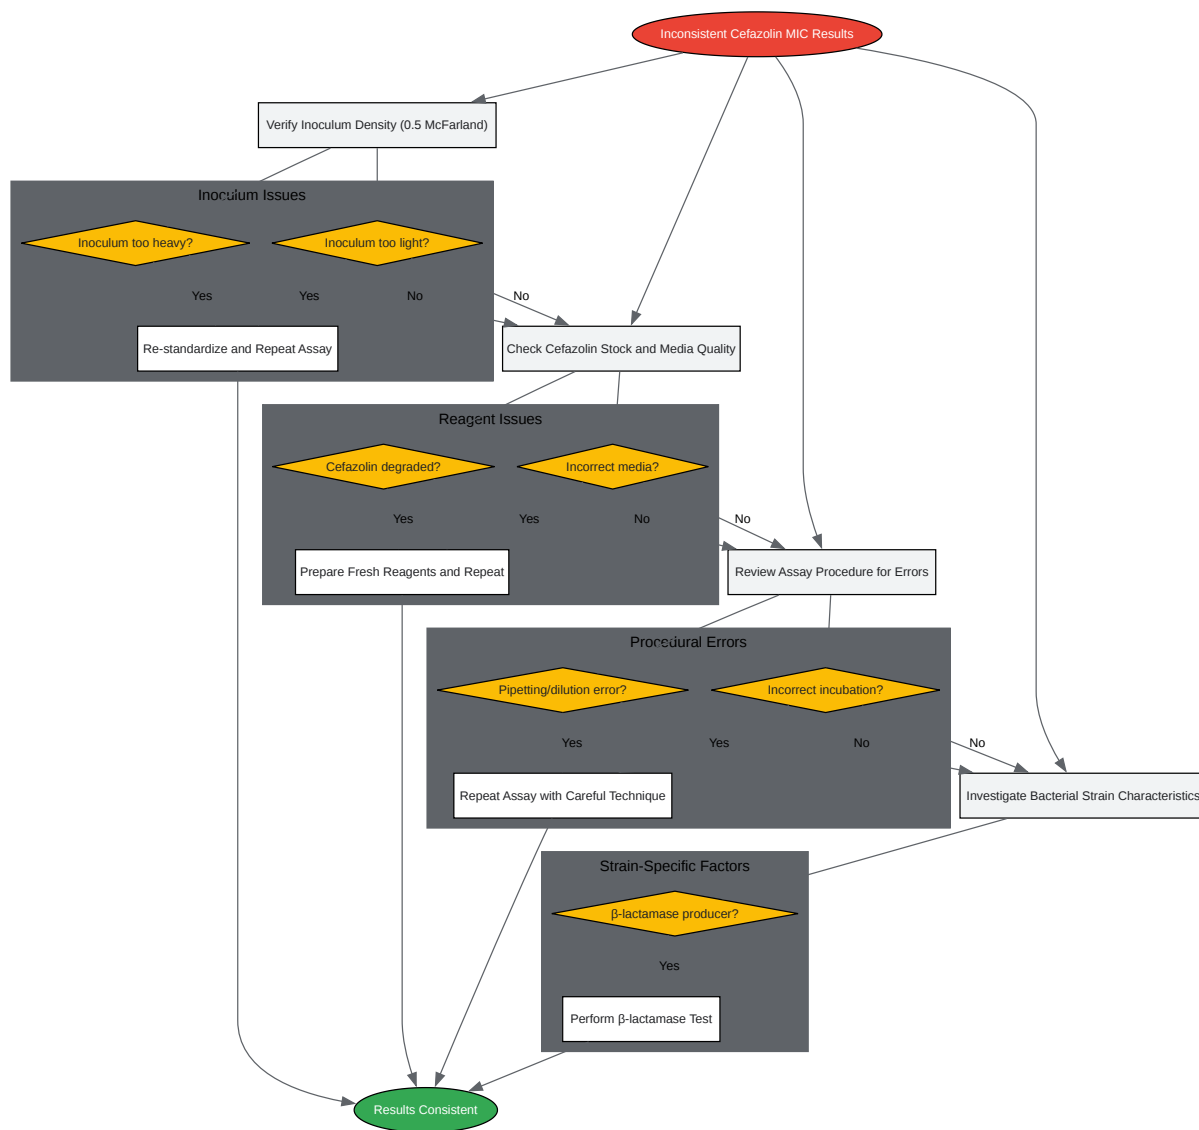 Inconsistent Cefazolin MIC Results
Verify Inoculum Density (0.5 McFarland)
Inoculum Issues
Inoculum too heavy?
Inoculum too light?
Yes
Yes
No
No
Re-standardize and Repeat Assay
Check Cefazolin Stock and Media Quality
Reagent Issues
Cefazolin degraded?
Incorrect media?
Yes
Yes
No
No
Prepare Fresh Reagents and Repeat
Review Assay Procedure for Errors
Procedural Errors
Pipetting/dilution error?
Incorrect incubation?
Yes
Yes
No
No
Repeat Assay with Careful Technique
Investigate Bacterial Strain Characteristics
Strain-Specific Factors
β-lactamase producer?
Yes
Perform β-lactamase Test
Results Consistent